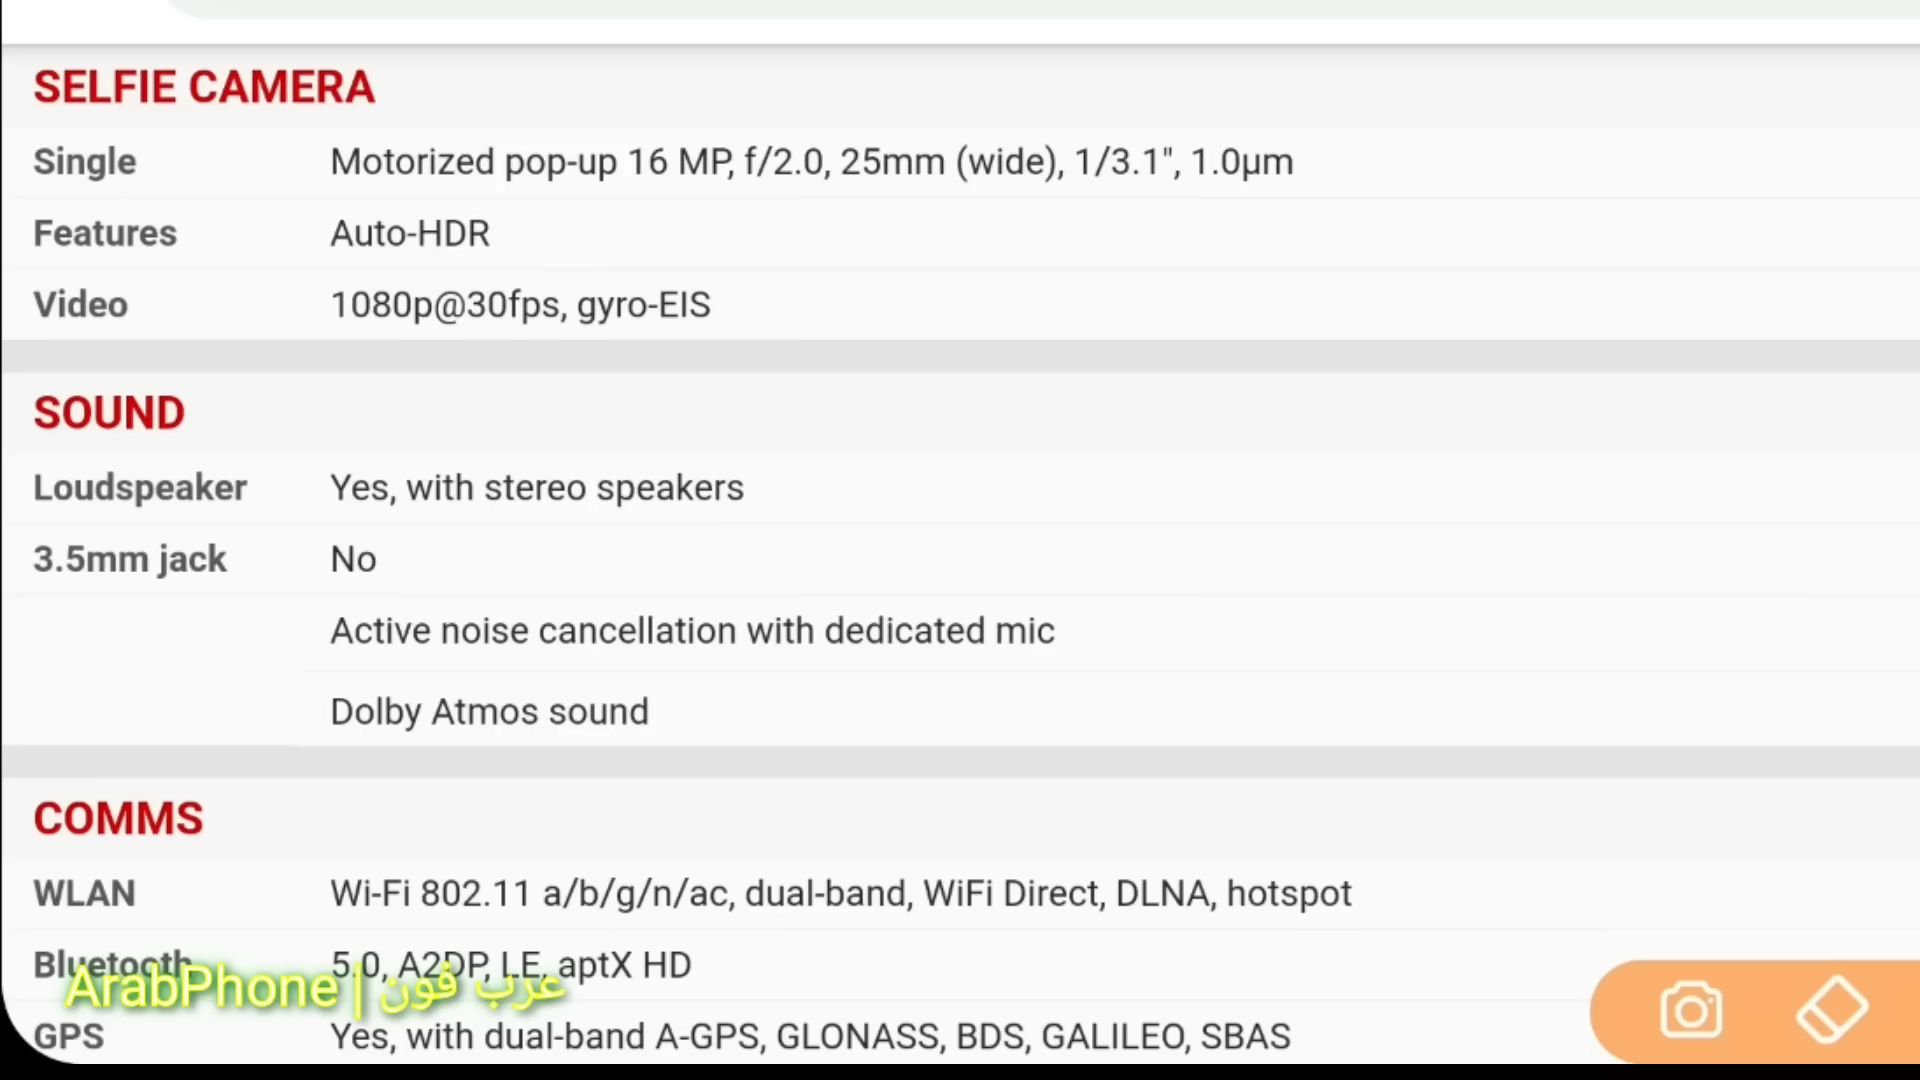 SELFIE CAMERA
Single Motorized pop-up 16 MP, f/2.0, 25mm (wide), 1/3.1", 1.0µm
Features Auto-HDR
Video 1080p@30fps, gyro-EIS
SOUND
Loudspeaker Yes, with stereo speakers
3.5mm jack No
Active noise cancellation with dedicated mic
Dolby Atmos sound
COMMS
WLAN Wi-Fi 802.11 a/b/g/n/ac, dual-band, WiFi Direct, DLNA, hotspot
Bluetooth 5.0, A2DP, LE, aptX HD
ArabPhone | عرب فون
GPS Yes, with dual-band A-GPS, GLONASS, BDS, GALILEO, SBAS